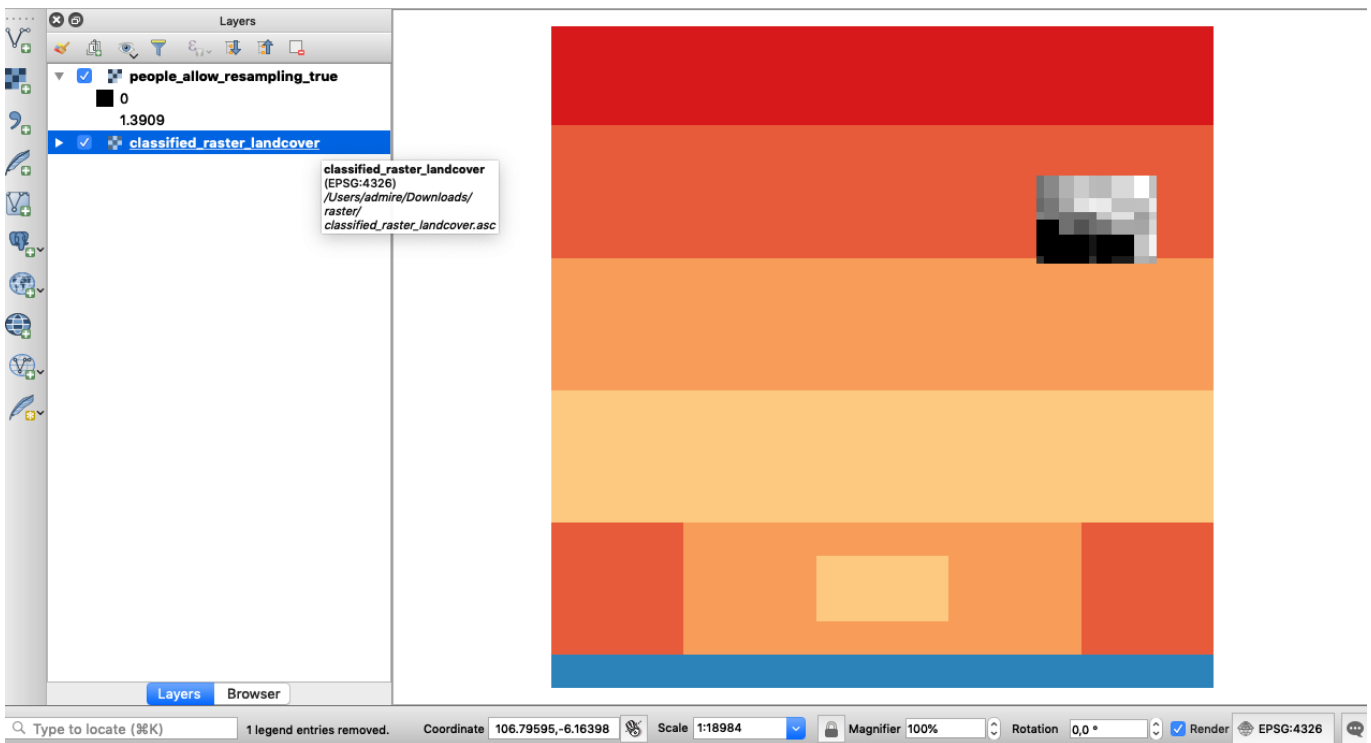 Layers
people_allow_resampling_true
0
1.3909
classified_raster_landcover
classified_raster_landcover
(EPSG:4326)
/Users/admire/Downloads/
raster/
classified_raster_landcover.asc
Layers Browser
Type to locate (⌘K) 1 legend entries removed. Coordinate 106.79595,-6.16398 Scale 1:18984 Magnifier 100% Rotation 0,0 ° Render EPSG:4326